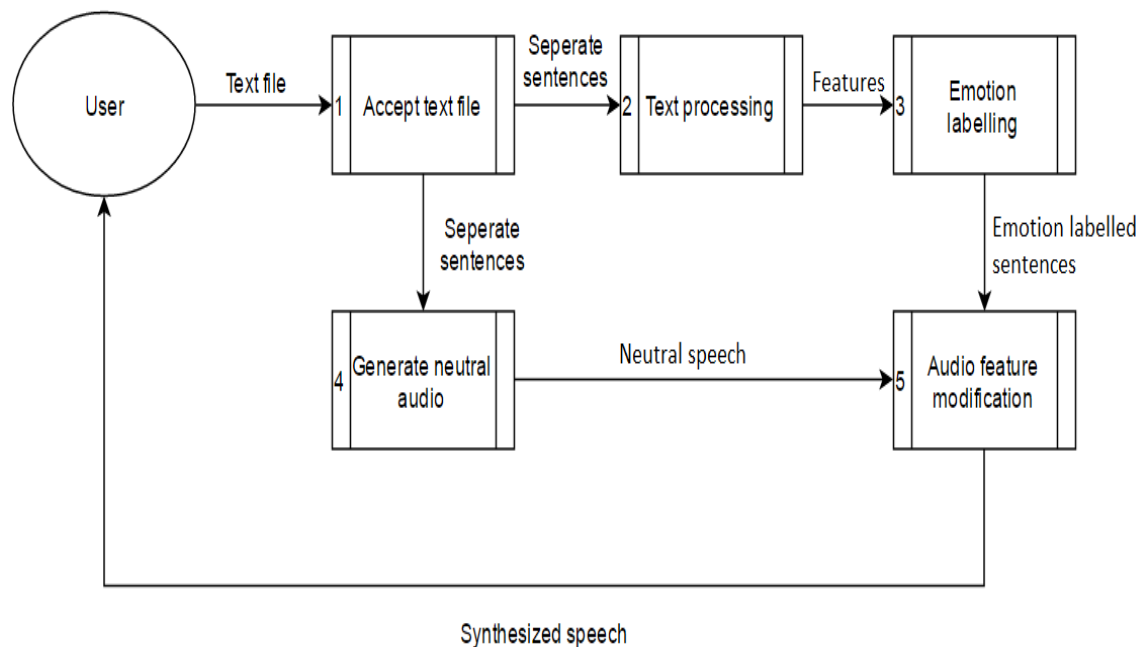 User
Text file
1
Accept text file
Seperate
sentences
2
Text processing
Features
3
Emotion
labelling
Seperate
sentences
Emotion labelled
sentences
4
Generate neutral
audio
Neutral speech
5
Audio feature
modification
Synthesized speech